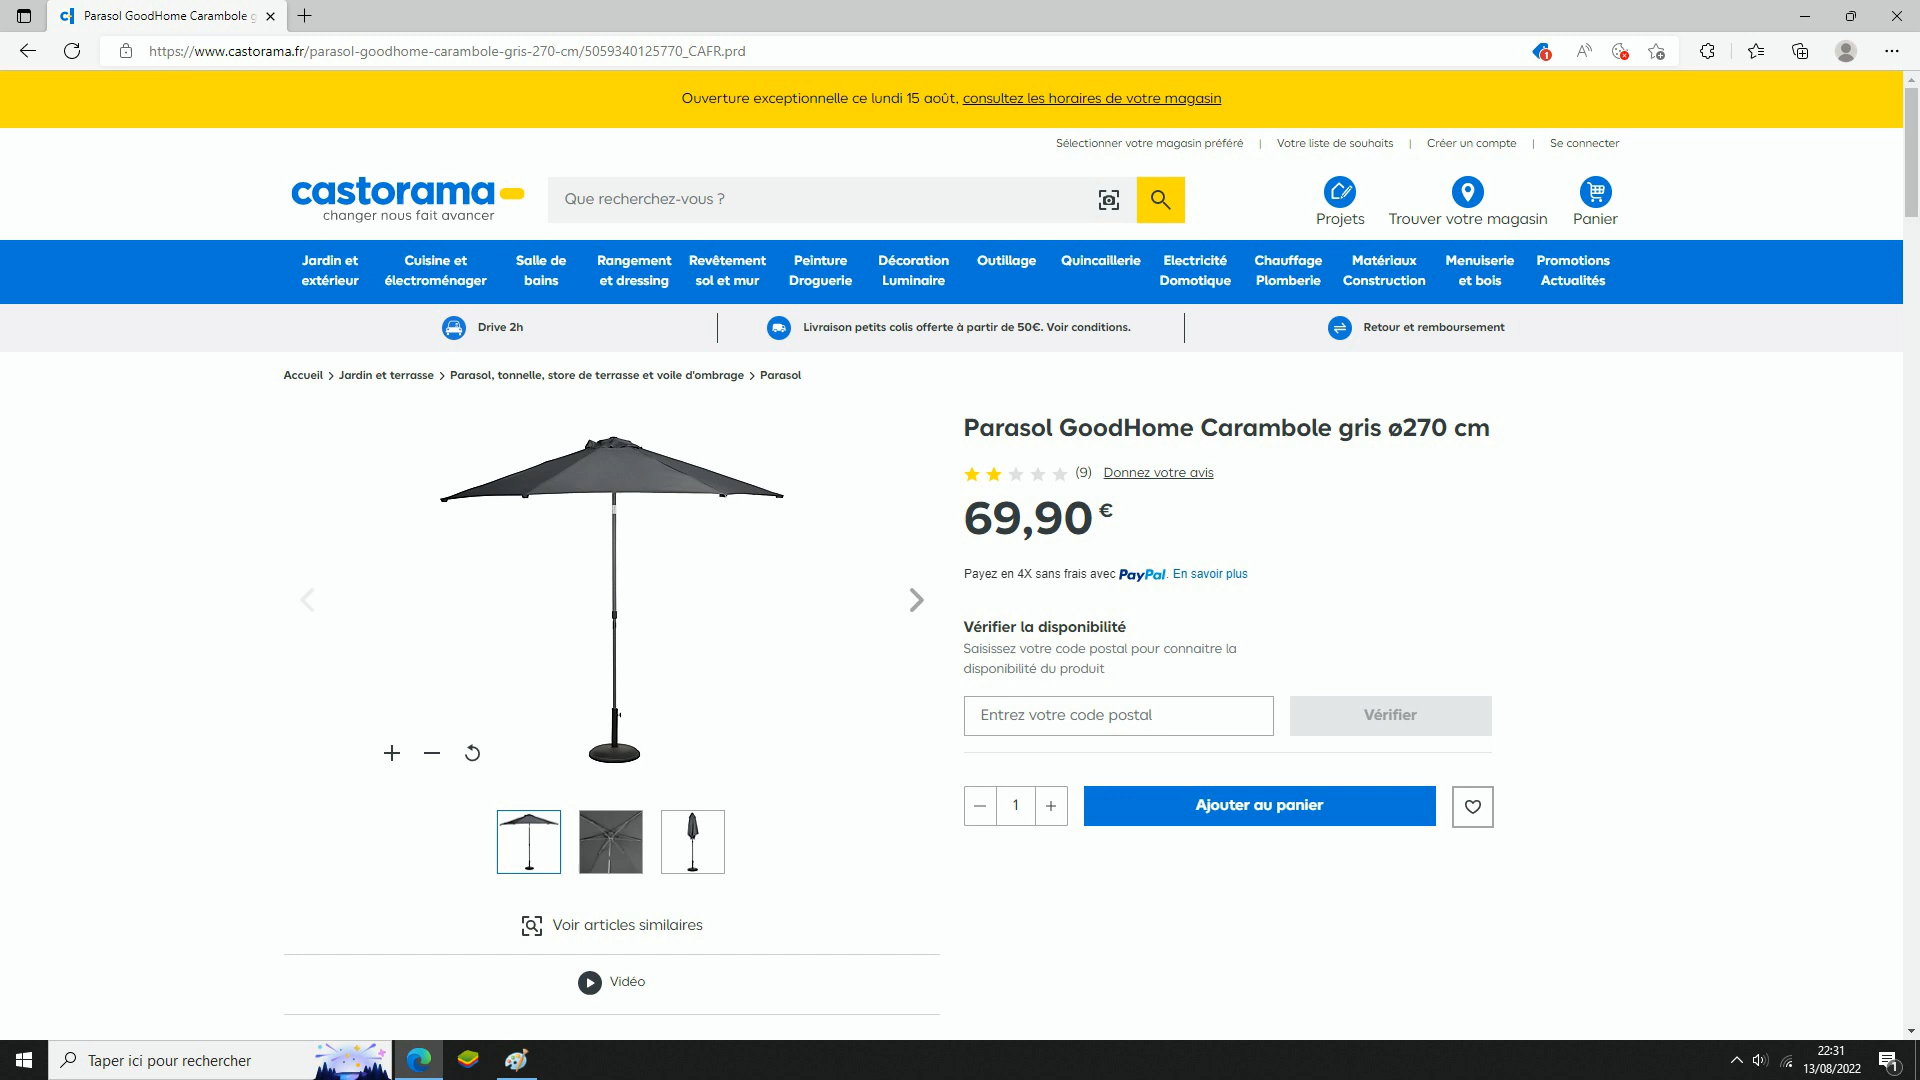 Parasol GoodHome Carambole g
https://www.castorama.fr/parasol-goodhome-carambole-gris-270-cm/5059340125770_CAFR.prd
1
Ouverture exceptionnelle ce lundi 15 août, consultez les horaires de votre magasin
Sélectionner votre magasin préféré | Votre liste de souhaits | Créer un compte | Se connecter
castorama
changer nous fait avancer
Que recherchez-vous ?
Projets
Trouver votre magasin
Panier
Jardin et extérieur
Cuisine et électroménager
Salle de bains
Rangement et dressing
Revêtement sol et mur
Peinture Droguerie
Décoration Luminaire
Outillage
Quincaillerie
Electricité Domotique
Chauffage Plomberie
Matériaux Construction
Menuiserie et bois
Promotions Actualités
Drive 2h
Livraison petits colis offerte à partir de 50€. Voir conditions.
Retour et remboursement
Accueil > Jardin et terrasse > Parasol, tonnelle, store de terrasse et voile d'ombrage > Parasol
Parasol GoodHome Carambole gris ø270 cm
(9) Donnez votre avis
69,90 €
Payez en 4X sans frais avec PayPal. En savoir plus
Vérifier la disponibilité
Saisissez votre code postal pour connaitre la
disponibilité du produit
Entrez votre code postal
Vérifier
1
Ajouter au panier
Voir articles similaires
Vidéo
Taper ici pour rechercher
22:31
13/08/2022
1